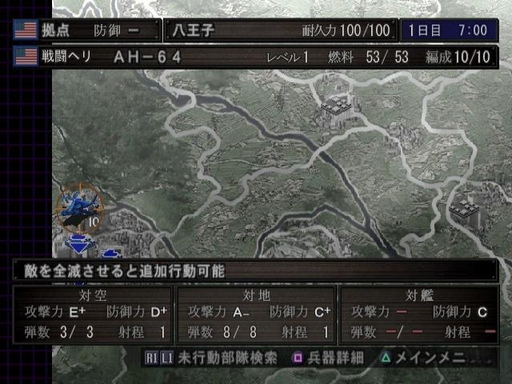 拠点 防御 ー 八王子 耐久力 100/100 1日目 7:00
戦闘ヘリ AH-64 レベル 1 燃料 53/53 編成 10/10
10
敵を全滅させると追加行動可能
対空 対地 対艦
攻撃力 E+ 防御力 D+ 攻撃力 A- 防御力 C+ 攻撃力 ー 防御力 C
弾数 3/3 射程 1 弾数 8/8 射程 1 弾数 ー/ー 射程 ー
R1 L1 未行動部隊検索 兵器詳細 メインメニ